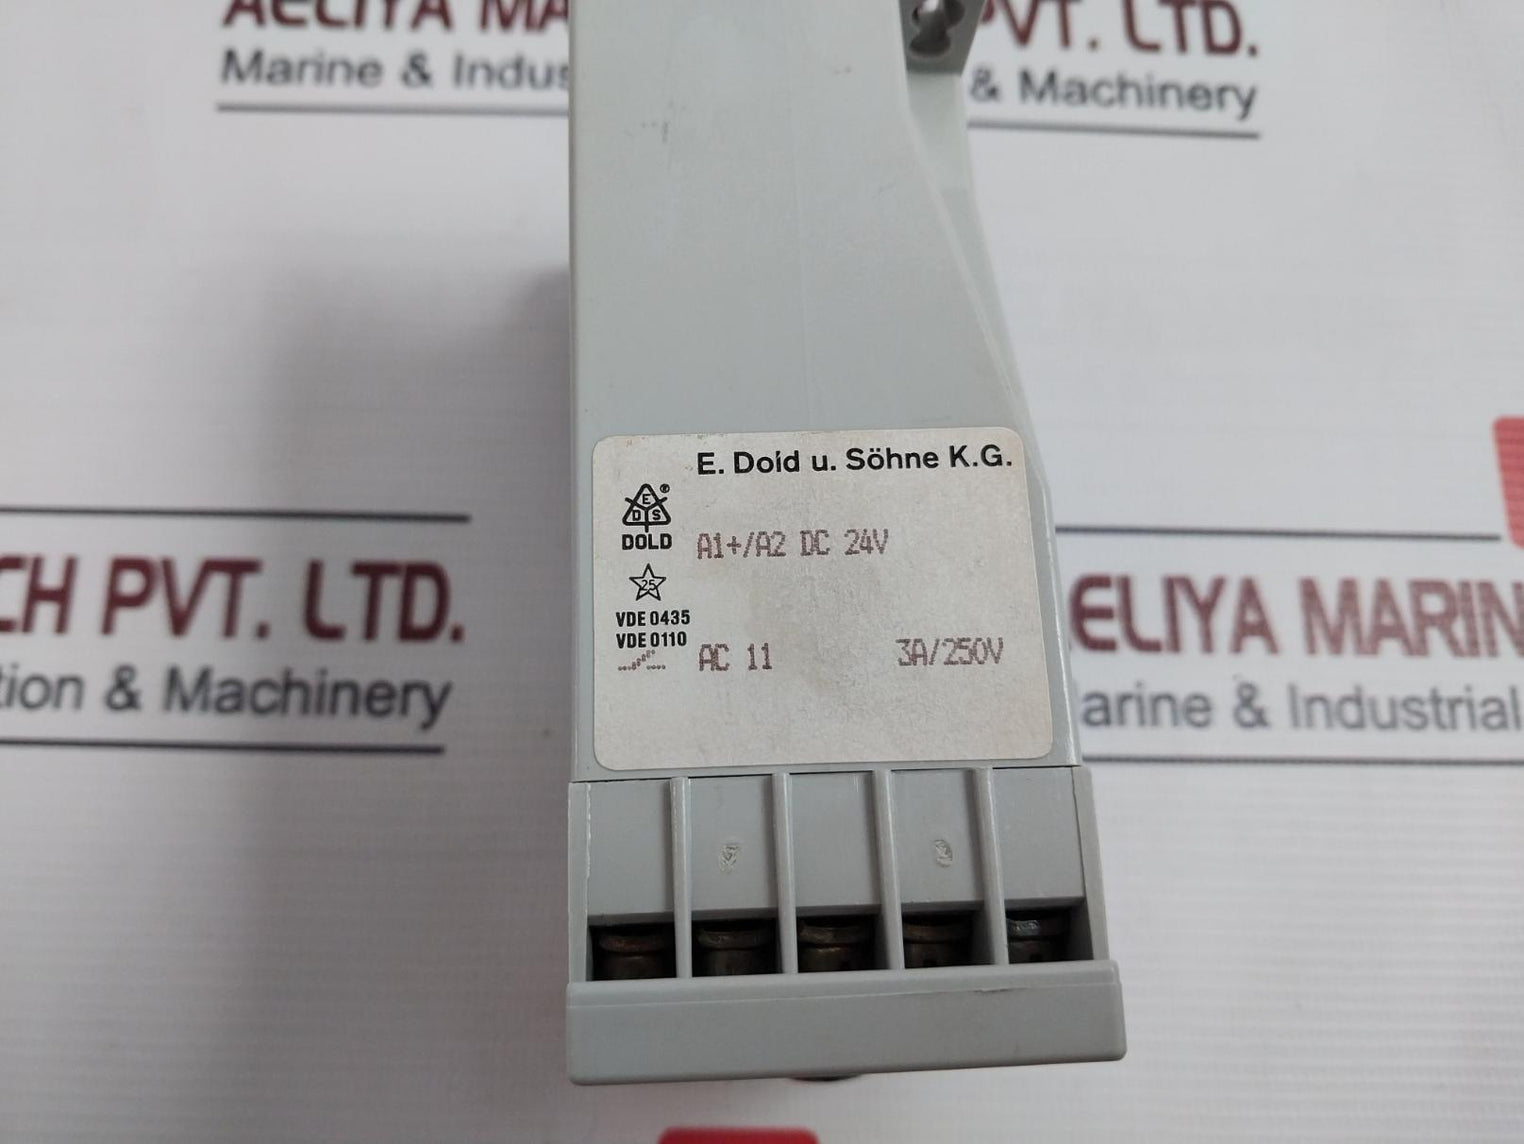 AELIYA MA
PVT. LTD.
Marine & Indus
& Machinery
E. Dold u. Söhne K.G.
E
D S
®
DOLD
A1+/A2 DC 24V
25
VDE 0435
VDE 0110
AC 11 3A/250V
CH PVT. LTD.
tion & Machinery
AELIYA MARIN
arine & Industrial